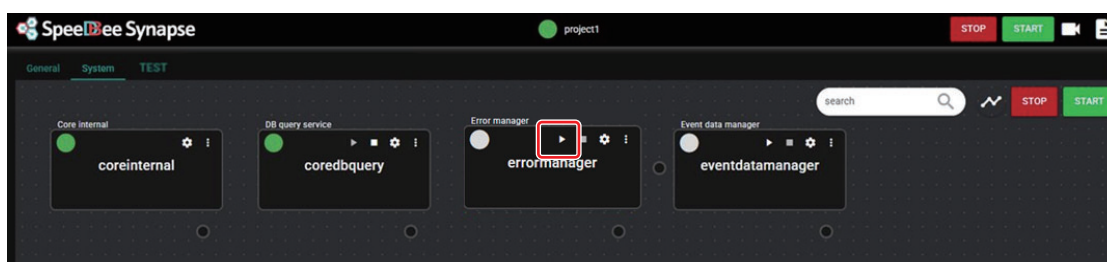 SpeeDBee Synapse
project1
STOP
START
General
System
TEST
search
STOP
START
Core internal
coreinternal
DB query service
coredbquery
Error manager
errormanager
Event data manager
eventdatamanager